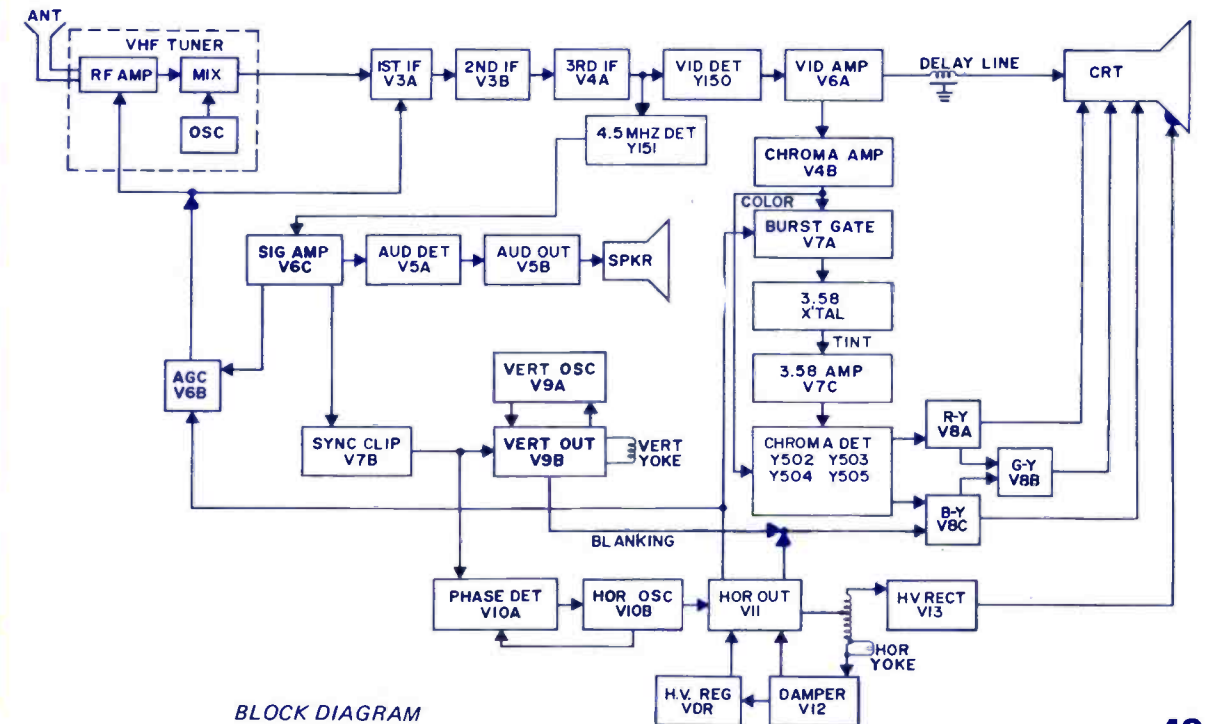 ANT
VHF TUNER
RF AMP
MIX
OSC
1ST IF
V3A
2ND IF
V3B
3RD IF
V4A
VID DET
Y150
VID AMP
V6A
DELAY LINE
CRT
4.5 MHZ DET
Y151
CHROMA AMP
V4B
COLOR
BURST GATE
V7A
SIG AMP
V6C
AUD DET
V5A
AUD OUT
V5B
SPKR
3.58
X'TAL
TINT
3.58 AMP
V7C
AGC
V6B
VERT OSC
V9A
SYNC CLIP
V7B
VERT OUT
V9B
VERT
YOKE
CHROMA DET
Y502 Y503
Y504 Y505
R-Y
V8A
G-Y
V8B
B-Y
V8C
BLANKING
PHASE DET
V10A
HOR OSC
V10B
HOR OUT
V11
HV RECT
V13
HOR
YOKE
H.V. REG
VDR
DAMPER
V12
BLOCK DIAGRAM